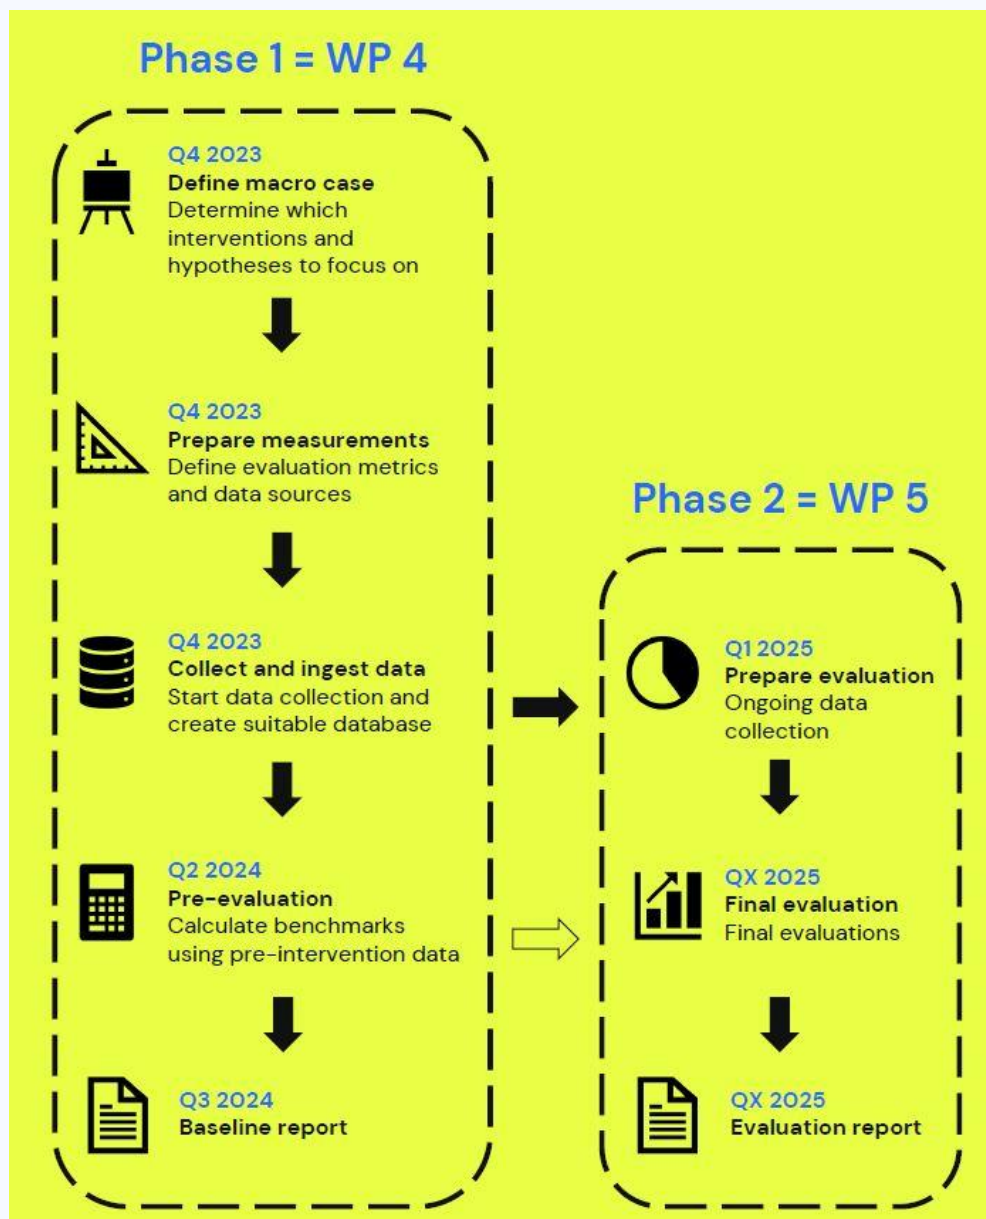 Phase 1 = WP 4
Q4 2023
Define macro case
Determine which
interventions and
hypotheses to focus on
Q4 2023
Prepare measurements
Define evaluation metrics
and data sources
Q4 2023
Collect and ingest data
Start data collection and
create suitable database
Q2 2024
Pre-evaluation
Calculate benchmarks
using pre-intervention data
Q3 2024
Baseline report
Phase 2 = WP 5
Q1 2025
Prepare evaluation
Ongoing data
collection
QX 2025
Final evaluation
Final evaluations
QX 2025
Evaluation report